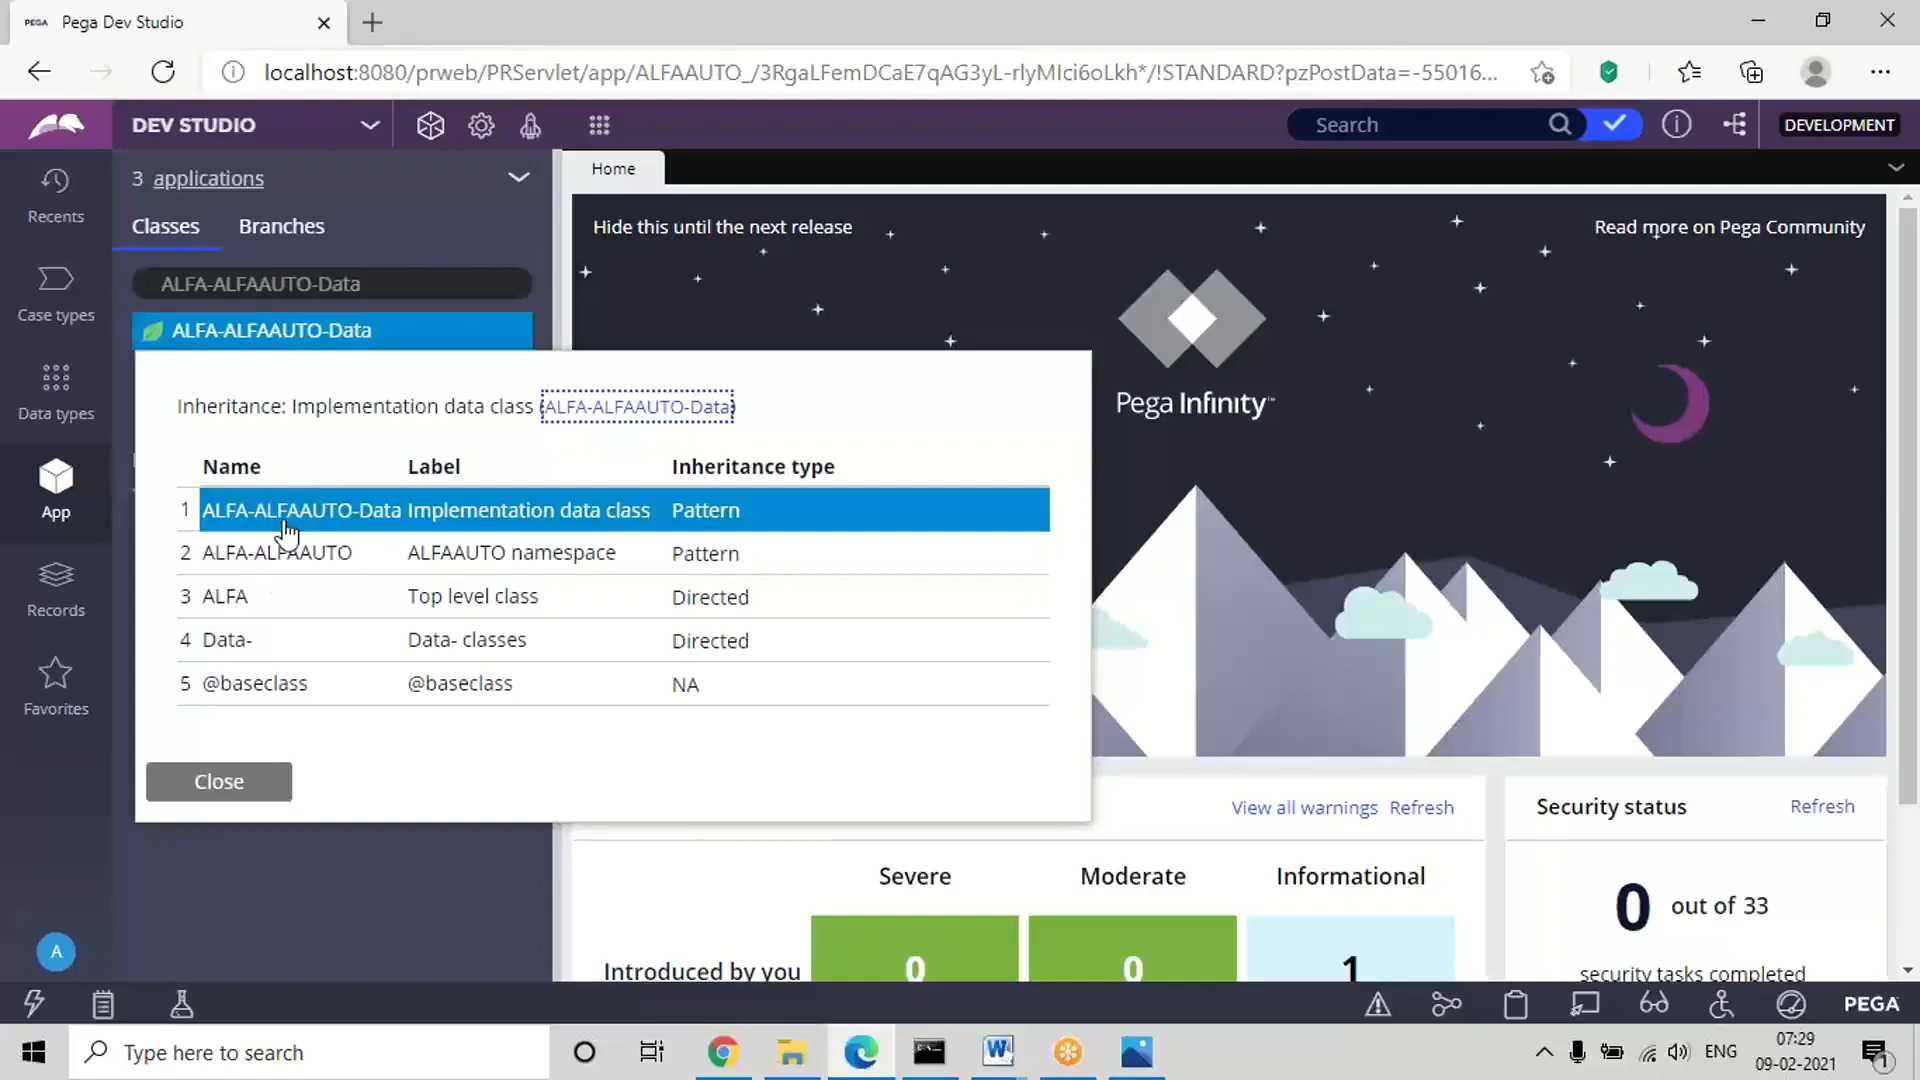 PEGA Pega Dev Studio
localhost:8080/prweb/PRServlet/app/ALFAAUTO_/3RgaLFemDCaE7qAG3yL-rlyMIci6oLkh*/!STANDARD?pzPostData=-55016...
DEV STUDIO
Search
DEVELOPMENT
Recents
Case types
Data types
App
Records
Favorites
A
3 applications
Classes Branches
ALFA-ALFAAUTO-Data
ALFA-ALFAAUTO-Data
Home
Hide this until the next release
Read more on Pega Community
Pega Infinity™
Inheritance: Implementation data class (ALFA-ALFAAUTO-Data)
Name Label Inheritance type
1 ALFA-ALFAAUTO-Data Implementation data class Pattern
2 ALFA-ALFAAUTO ALFAAUTO namespace Pattern
3 ALFA Top level class Directed
4 Data- Data- classes Directed
5 @baseclass @baseclass NA
Close
View all warnings Refresh
Severe Moderate Informational
Introduced by you 0 0 1
Security status Refresh
0 out of 33
security tasks completed
PEGA
Type here to search
ENG
07:29
09-02-2021
1